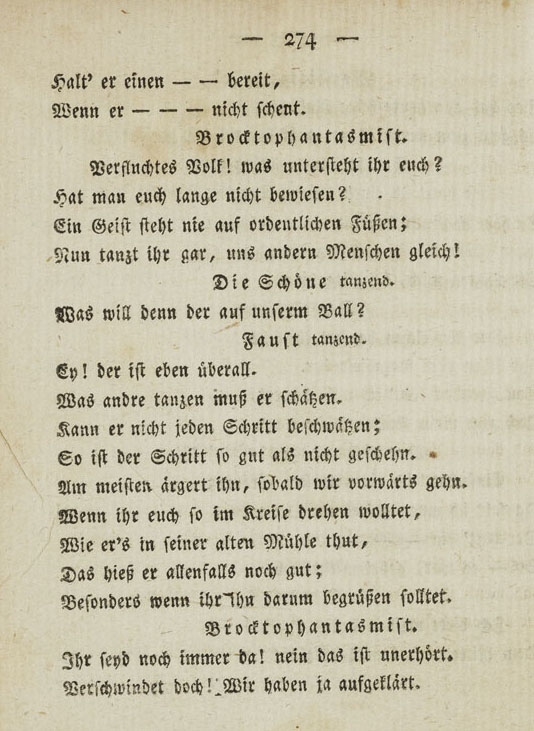 — 274 —
Halt' er einen — — bereit,
Wenn er — — — nicht scheut.
Brocktophantasmist.
Verfluchtes Volk! was untersteht ihr euch?
Hat man euch lange nicht bewiesen?
Ein Geist steht nie auf ordentlichen Füßen;
Nun tanzt ihr gar, uns andern Menschen gleich!
Die Schöne tanzend.
Was will denn der auf unserm Ball?
Faust tanzend.
Ey! der ist eben überall.
Was andre tanzen muß er schätzen.
Kann er nicht jeden Schritt beschwätzen;
So ist der Schritt so gut als nicht geschehn.
Am meisten ärgert ihn, sobald wir vorwärts gehn.
Wenn ihr euch so im Kreise drehen wolltet,
Wie er's in seiner alten Mühle thut,
Das hieß er allenfalls noch gut;
Besonders wenn ihr ihn darum begrüßen solltet.
Brocktophantasmist.
Ihr seyd noch immer da! nein das ist unerhört.
Verschwindet doch! Wir haben ja aufgeklärt.